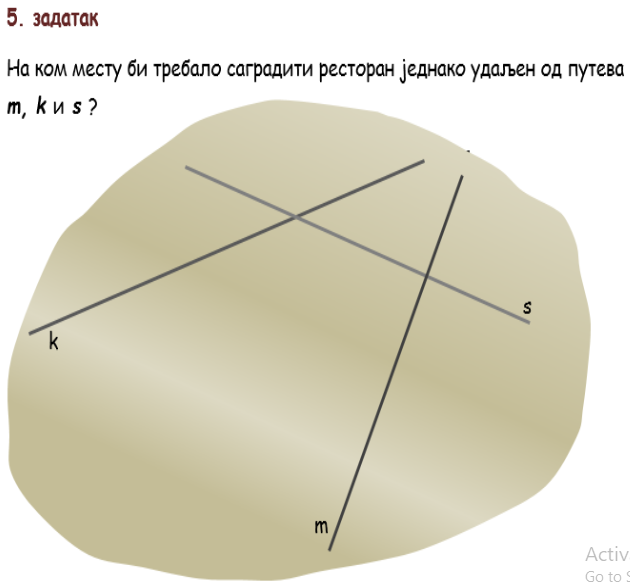 5. задатак
На ком месту би требало саградити ресторан једнако удаљен од путева
m, k и s ?
s
k
m
Activ
Go to S